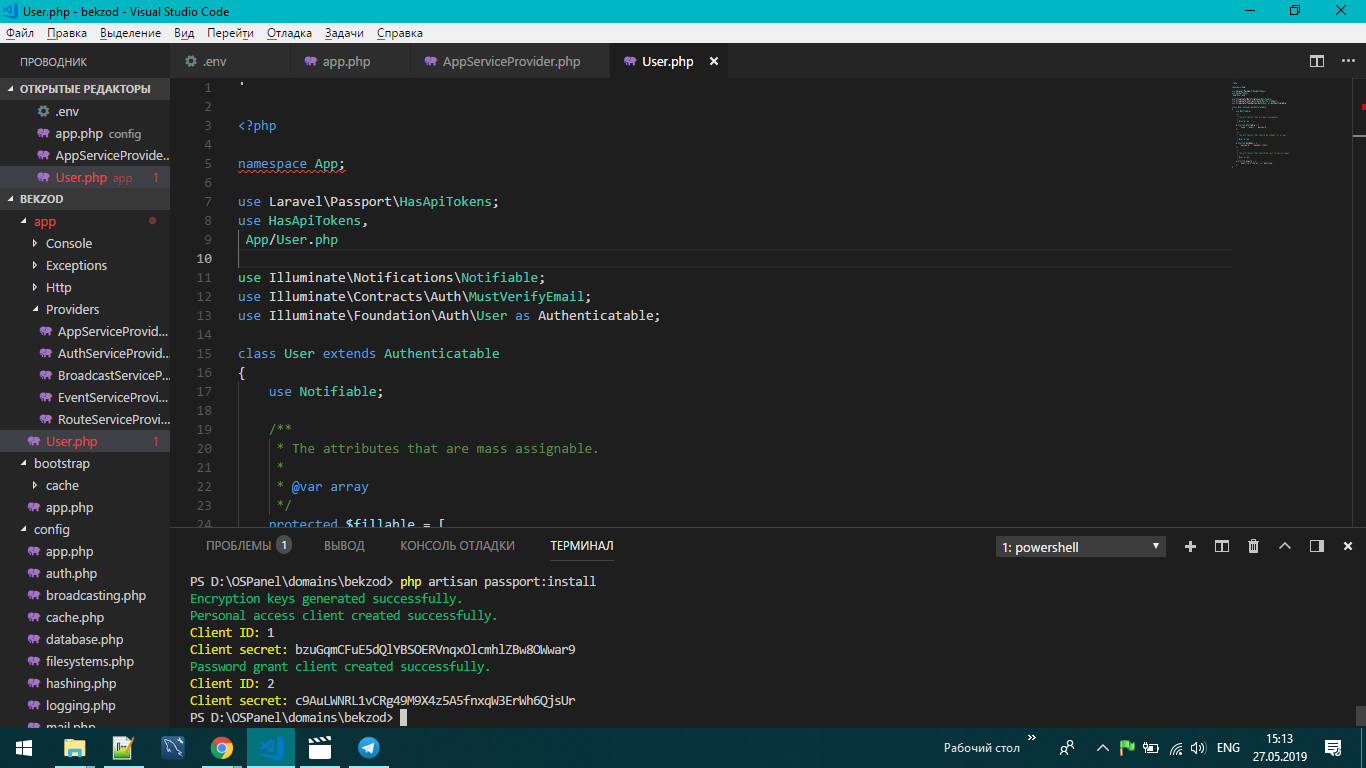 User.php - bekzod - Visual Studio Code
Файл Правка Выделение Вид Перейти Отладка Задачи Справка
ПРОВОДНИК
.env app.php AppServiceProvider.php User.php
ОТКРЫТЫЕ РЕДАКТОРЫ
.env
app.php config
AppServiceProvide...
User.php app 1
BEKZOD
app
Console
Exceptions
Http
Providers
AppServiceProvid...
AuthServiceProvid...
BroadcastServiceP...
EventServiceProvi...
RouteServiceProvi...
User.php 1
bootstrap
cache
app.php
config
app.php
auth.php
broadcasting.php
cache.php
database.php
filesystems.php
hashing.php
logging.php
mail.php
1 '
2
3 <?php
4
5 namespace App;
6
7 use Laravel\Passport\HasApiTokens;
8 use HasApiTokens,
9 App/User.php
10
11 use Illuminate\Notifications\Notifiable;
12 use Illuminate\Contracts\Auth\MustVerifyEmail;
13 use Illuminate\Foundation\Auth\User as Authenticatable;
14
15 class User extends Authenticatable
16 {
17 use Notifiable;
18
19 /**
20 * The attributes that are mass assignable.
21 *
22 * @var array
23 */
24 protected $fillable = [
ПРОБЛЕМЫ 1 ВЫВОД КОНСОЛЬ ОТЛАДКИ ТЕРМИНАЛ 1: powershell
PS D:\OSPanel\domains\bekzod> php artisan passport:install
Encryption keys generated successfully.
Personal access client created successfully.
Client ID: 1
Client secret: bzuGqmCFuE5dQlYBSOERVnqxOlcmhlZBw8OWwar9
Password grant client created successfully.
Client ID: 2
Client secret: c9AuLWNRL1vCRg49M9X4z5A5fnxqW3ErWh6QjsUr
PS D:\OSPanel\domains\bekzod>
Рабочий стол » ENG 15:13
27.05.2019